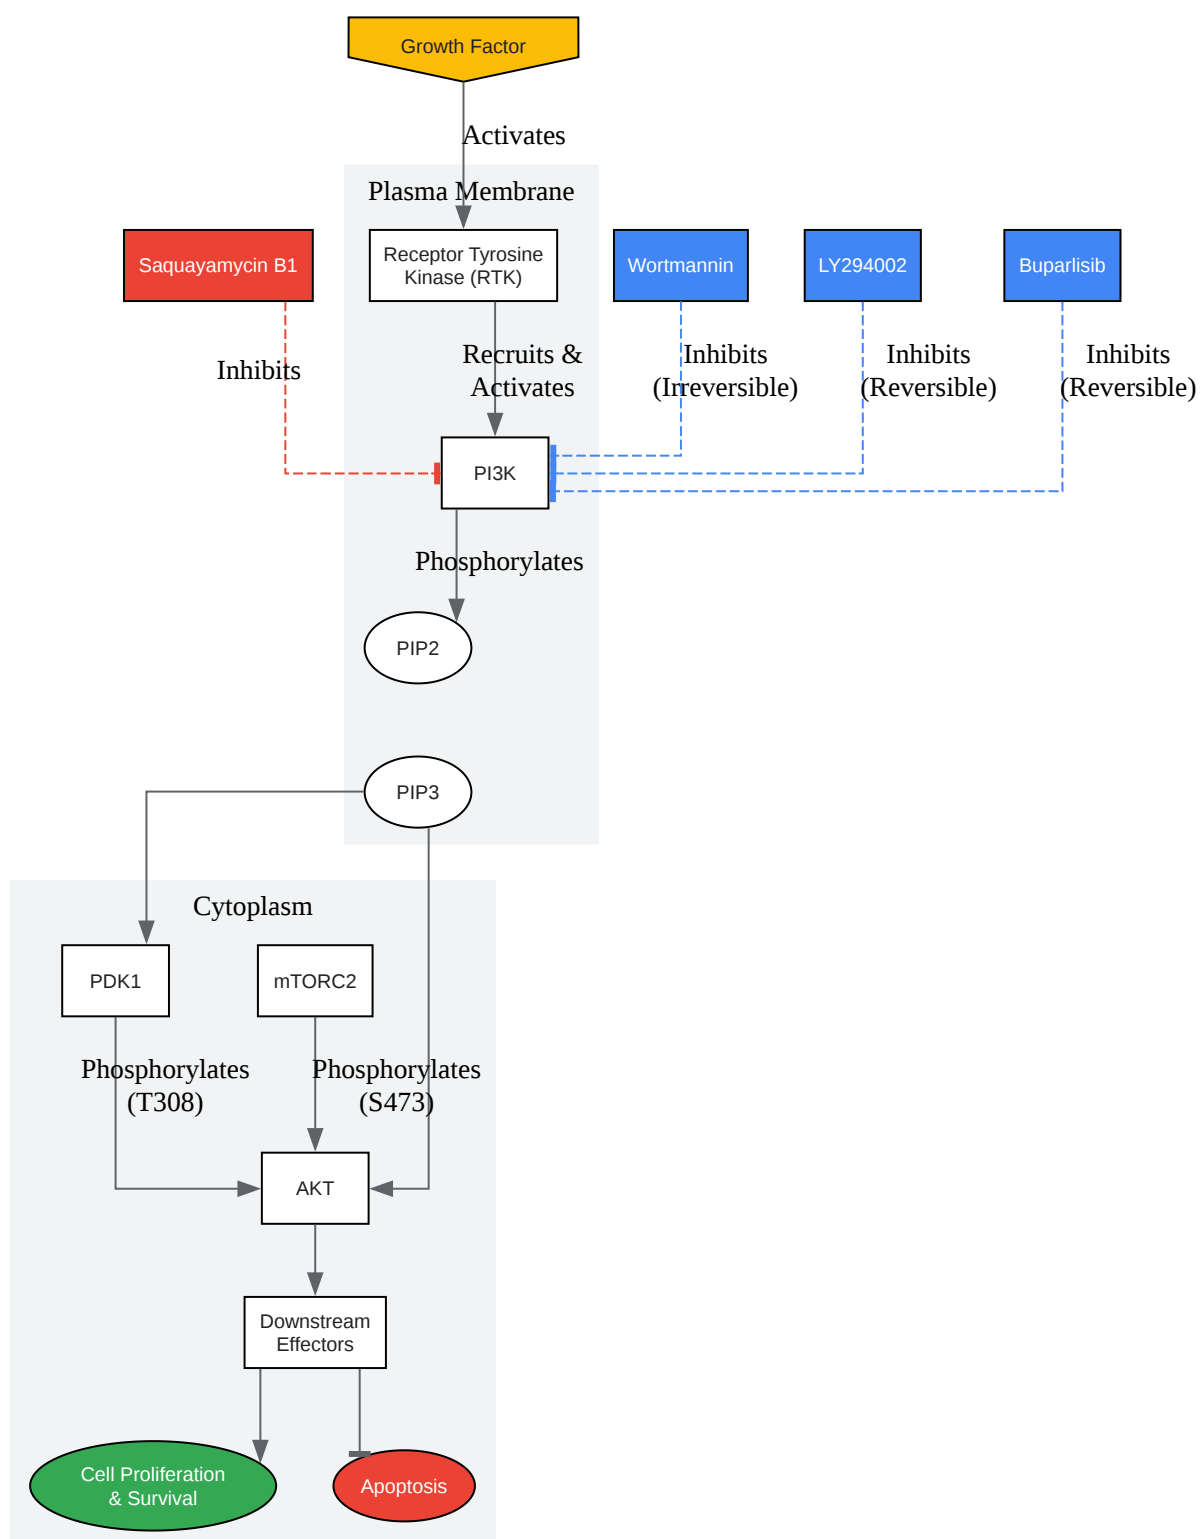 Growth Factor
Activates
Plasma Membrane
Saquayamycin B1
Receptor Tyrosine
Kinase (RTK)
Wortmannin
LY294002
Buparlisib
Inhibits
Recruits &
Activates
Inhibits
(Irreversible)
Inhibits
(Reversible)
Inhibits
(Reversible)
PI3K
Phosphorylates
PIP2
PIP3
Cytoplasm
PDK1
mTORC2
Phosphorylates
(T308)
Phosphorylates
(S473)
AKT
Downstream
Effectors
Cell Proliferation
& Survival
Apoptosis